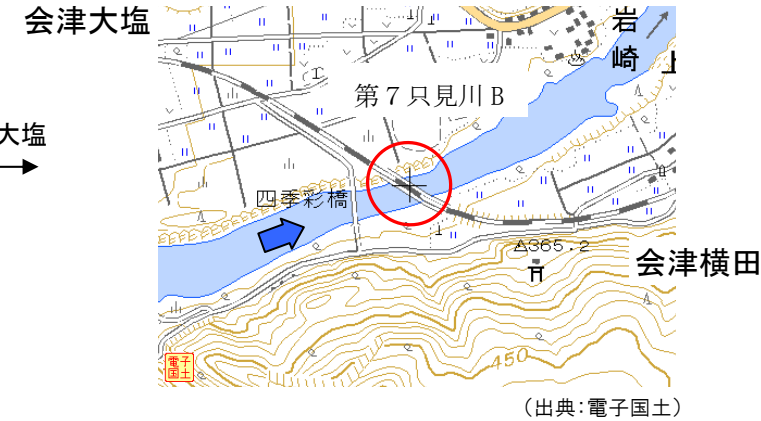 会津大塩
岩崎
上
第７只見川Ｂ
大塩
四季彩橋
365.2
会津横田
450
電子国土
（出典：電子国土）